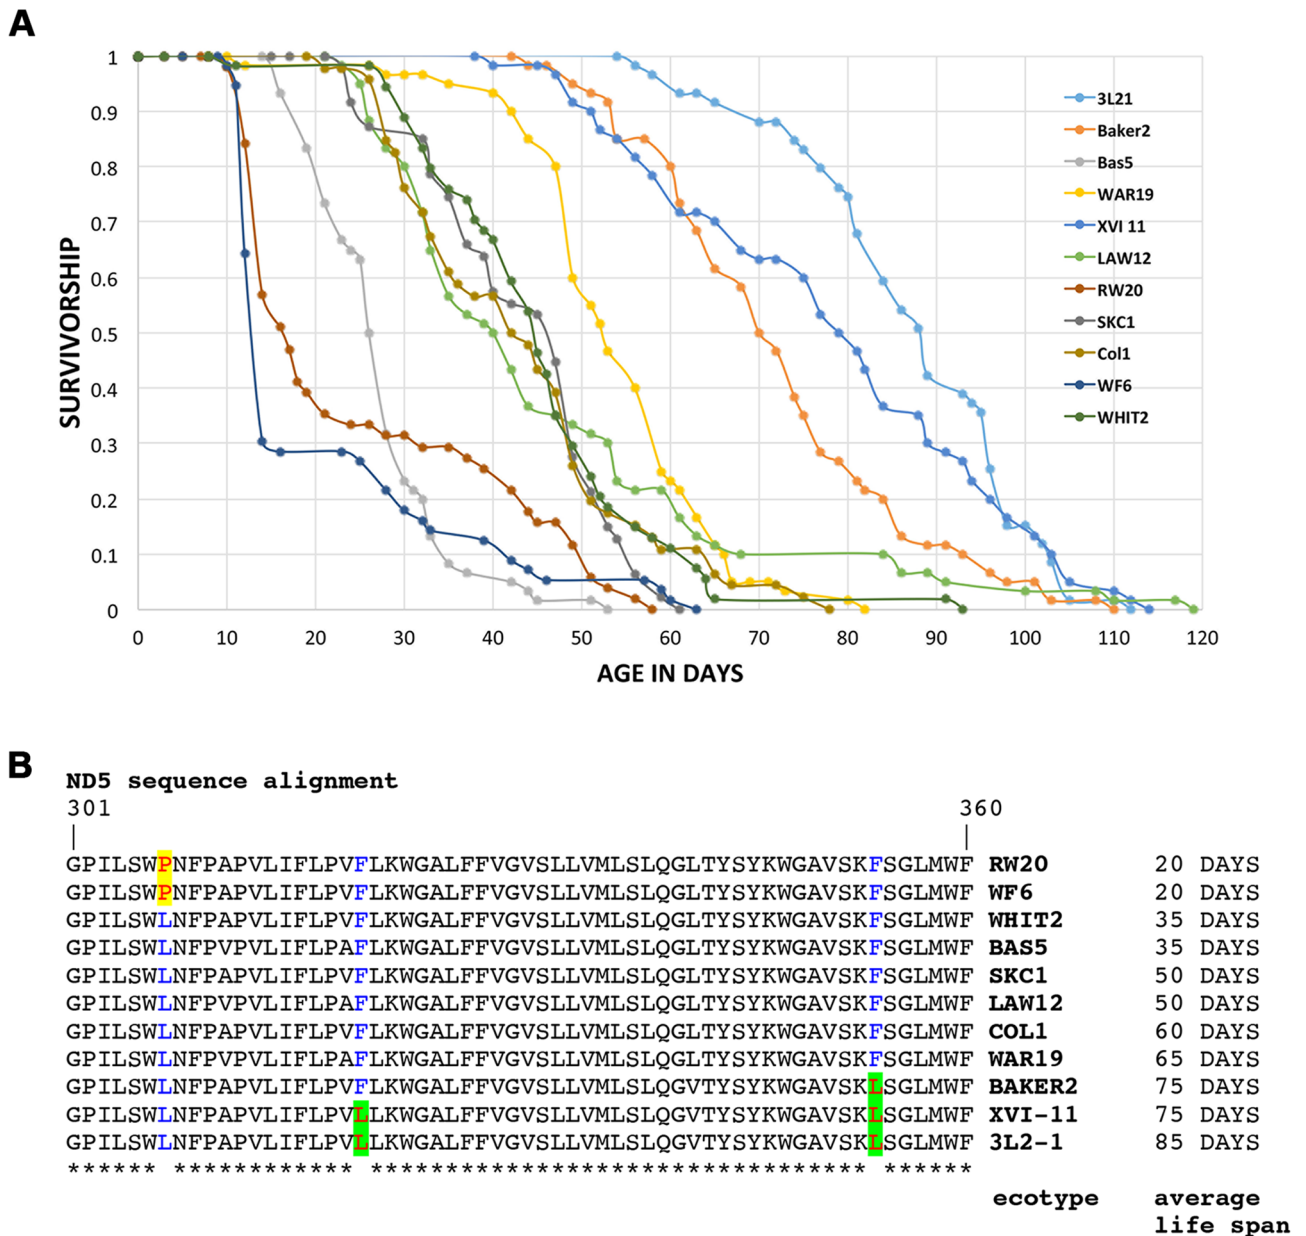 A
SURVIVORSHIP
1
0.9
0.8
0.7
0.6
0.5
0.4
0.3
0.2
0.1
0
3L21
Baker2
Bas5
WAR19
XVI 11
LAW12
RW20
SKC1
Col1
WF6
WHIT2
0 10 20 30 40 50 60 70 80 90 100 110 120
AGE IN DAYS
B
ND5 sequence alignment
301 360
GPILSWPNFPAPVLIFLPVFLKWGALFFVGVSLLVMLSLQGLTYSYKWGAVSKFSGLMWF RW20 20 DAYS
GPILSWPNFPAPVLIFLPVFLKWGALFFVGVSLLVMLSLQGLTYSYKWGAVSKFSGLMWF WF6 20 DAYS
GPILSWLNFPAPVLIFLPVFLKWGALFFVGVSLLVMLSLQGLTYSYKWGAVSKFSGLMWF WHIT2 35 DAYS
GPILSWLNFPVPVLIFLPAFLKWGALFFVGVSLLVMLSLQGLTYSYKWGAVSKFSGLMWF BAS5 35 DAYS
GPILSWLNFPAPVLIFLPVFLKWGALFFVGVSLLVMLSLQGLTYSYKWGAVSKFSGLMWF SKC1 50 DAYS
GPILSWLNFPVPVLIFLPAFLKWGALFFVGVSLLVMLSLQGLTYSYKWGAVSKFSGLMWF LAW12 50 DAYS
GPILSWLNFPAPVLIFLPVFLKWGALFFVGVSLLVMLSLQGLTYSYKWGAVSKFSGLMWF COL1 60 DAYS
GPILSWLNFPVPVLIFLPAFLKWGALFFVGVSLLVMLSLQGLTYSYKWGAVSKFSGLMWF WAR19 65 DAYS
GPILSWLNFPAPVLIFLPVFLKWGALFFVGVSLLVMLSLQGVTYSYKWGAVSKLSGLMWF BAKER2 75 DAYS
GPILSWLNFPAPVLIFLPVLLKWGALFFVGVSLLVMLSLQGVTYSYKWGAVSKLSGLMWF XVI-11 75 DAYS
GPILSWLNFPAPVLIFLPVLLKWGALFFVGVSLLVMLSLQGVTYSYKWGAVSKLSGLMWF 3L2-1 85 DAYS
****** ************ ********************************* ******
ecotype average
life span